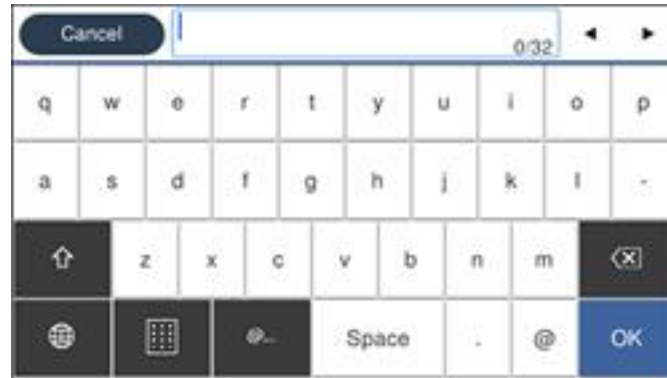 Cancel 0/32
q w e r t y u i o p
a s d f g h j k l -
z x c v b n m
@... Space . @ OK